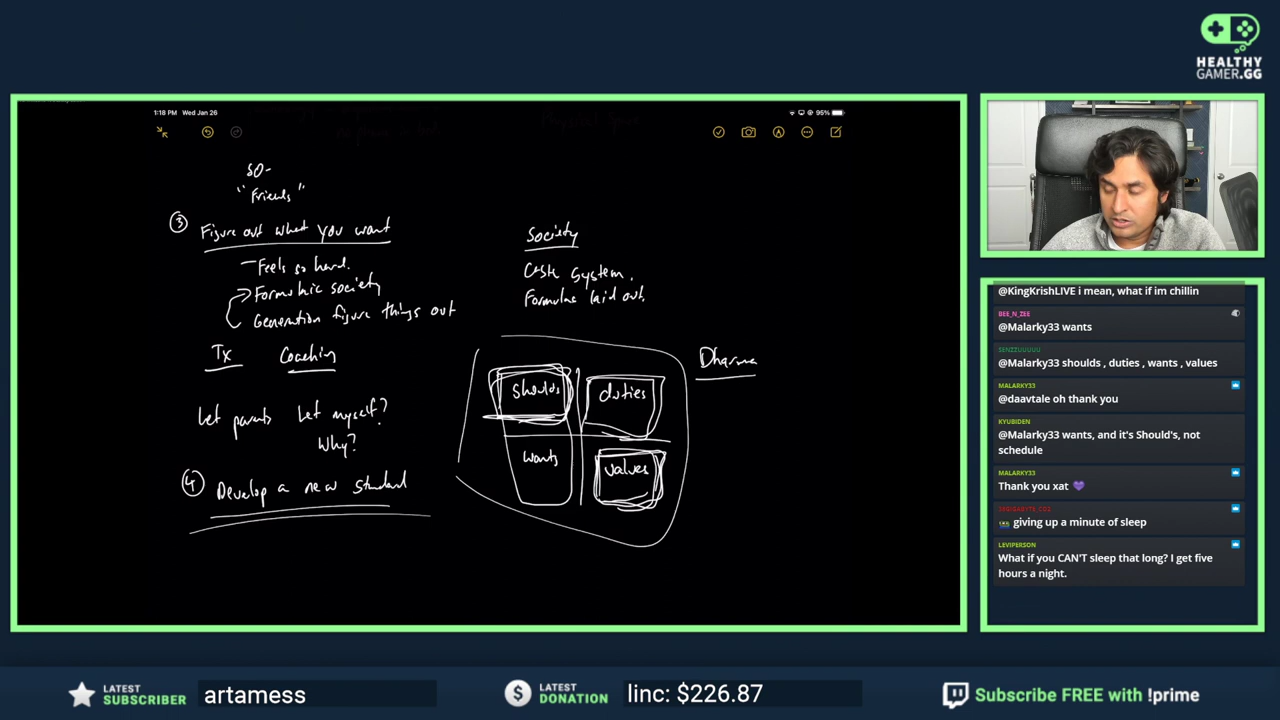 1:18 PM Wed Jan 26
95%
SO-
"Friends"
③ Figure out what you want
- Feels so hard.
Formulaic society
Generation figure things out
Tx Coaching
Let parents Let myself?
Why?
④ Develop a new standard
Society
Caste System.
Formulas laid out.
Dharma
shoulds duties
wants values
HEALTHY
GAMER.GG
@KingKrishLIVE i mean, what if im chillin
BEE_N_ZEE
@Malarky33 wants
SENZZUUUUU
@Malarky33 shoulds , duties , wants , values
MALARKY33
@daavtale oh thank you
KYUBIDEN
@Malarky33 wants, and it's Should's, not
schedule
MALARKY33
Thank you xat 💜
giving up a minute of sleep
LEVIPERSON
What if you CAN'T sleep that long? I get five
hours a night.
LATEST
SUBSCRIBER
artamess
LATEST
DONATION
linc: $226.87
Subscribe FREE with !prime